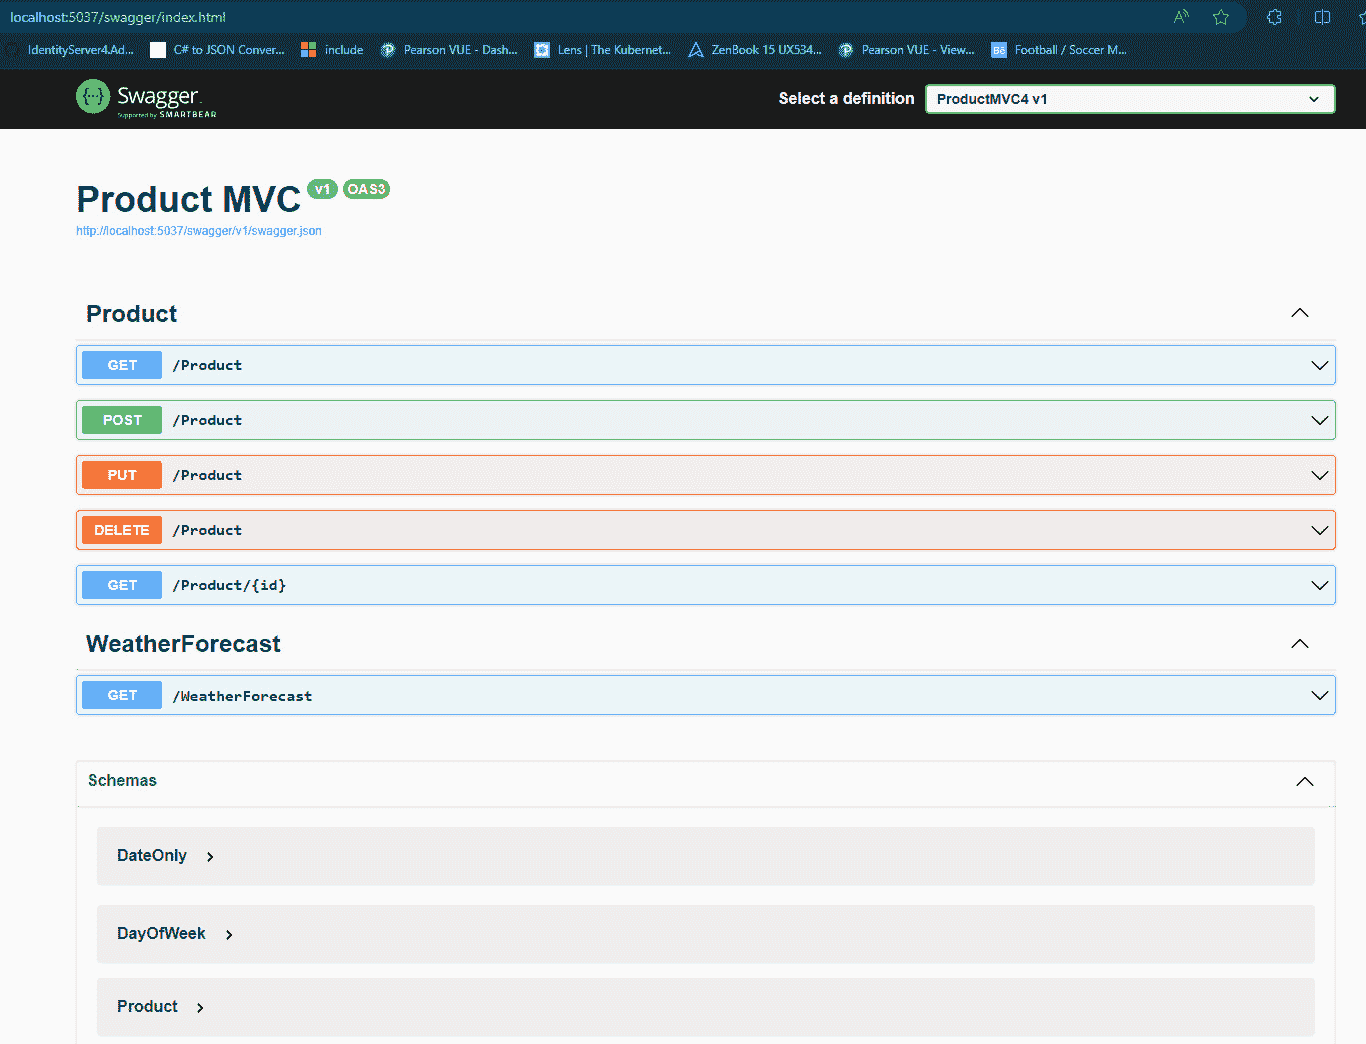 localhost:5037/swagger/index.html
IdentityServer4.Ad... C# to JSON Conver... include Pearson VUE - Dash... Lens | The Kubernet... ZenBook 15 UX534... Pearson VUE - View... Bē Football / Soccer M...
{···} Swagger.
Supported by SMARTBEAR
Select a definition ProductMVC4 v1
Product MVC v1 OAS3
http://localhost:5037/swagger/v1/swagger.json
Product
GET /Product
POST /Product
PUT /Product
DELETE /Product
GET /Product/{id}
WeatherForecast
GET /WeatherForecast
Schemas
DateOnly
DayOfWeek
Product